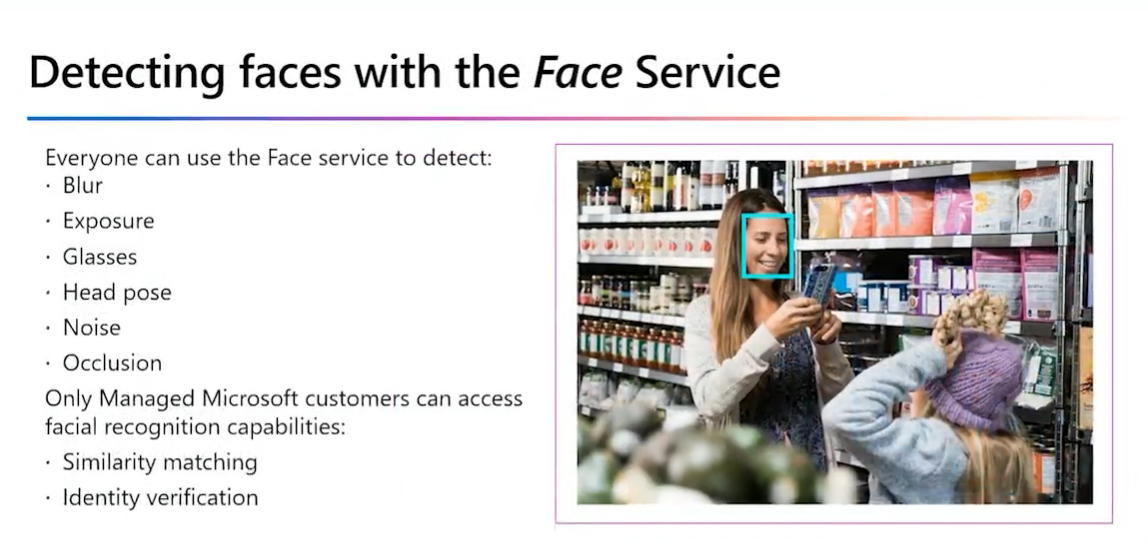 Detecting faces with the Face Service
Everyone can use the Face service to detect:
· Blur
· Exposure
· Glasses
· Head pose
· Noise
· Occlusion
Only Managed Microsoft customers can access
facial recognition capabilities:
· Similarity matching
· Identity verification